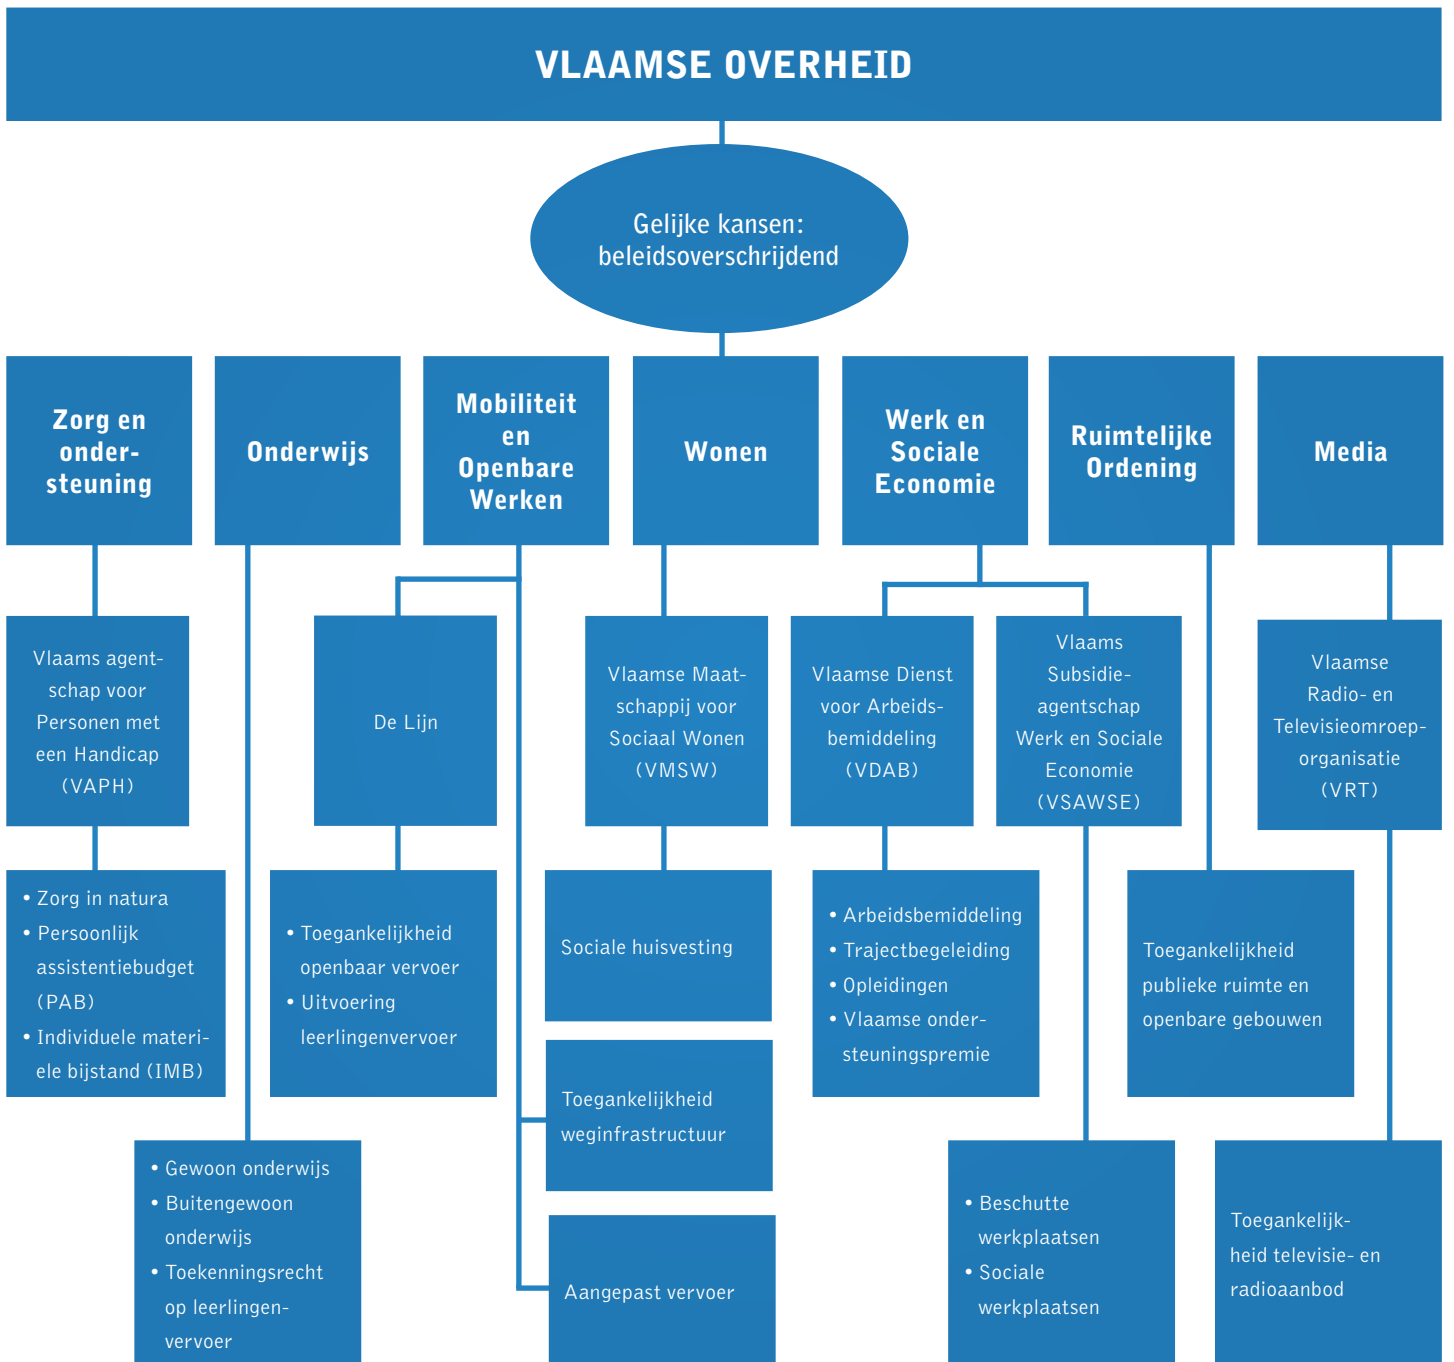 VLAAMSE OVERHEID
Gelijke kansen:
beleidsoverschrijdend
Zorg en
onder-
steuning
Onderwijs
Mobiliteit
en
Openbare
Werken
Wonen
Werk en
Sociale
Economie
Ruimtelijke
Ordening
Media
Vlaams agent-
schap voor
Personen met
een Handicap
(VAPH)
De Lijn
Vlaamse Maat-
schappij voor
Sociaal Wonen
(VMSW)
Vlaamse Dienst
voor Arbeids-
bemiddeling
(VDAB)
Vlaams
Subsidie-
agentschap
Werk en Sociale
Economie
(VSAWSE)
Vlaamse
Radio- en
Televisieomroep-
organisatie
(VRT)
• Zorg in natura
• Persoonlijk
assistentiebudget
(PAB)
• Individuele materi-
ele bijstand (IMB)
• Toegankelijkheid
openbaar vervoer
• Uitvoering
leerlingenvervoer
Sociale huisvesting
• Arbeidsbemiddeling
• Trajectbegeleiding
• Opleidingen
• Vlaamse onder-
steuningspremie
Toegankelijkheid
publieke ruimte en
openbare gebouwen
Toegankelijkheid
weginfrastructuur
• Gewoon onderwijs
• Buitengewoon
onderwijs
• Toekenningsrecht
op leerlingen-
vervoer
Aangepast vervoer
• Beschutte
werkplaatsen
• Sociale
werkplaatsen
Toegankelijk-
heid televisie- en
radioaanbod